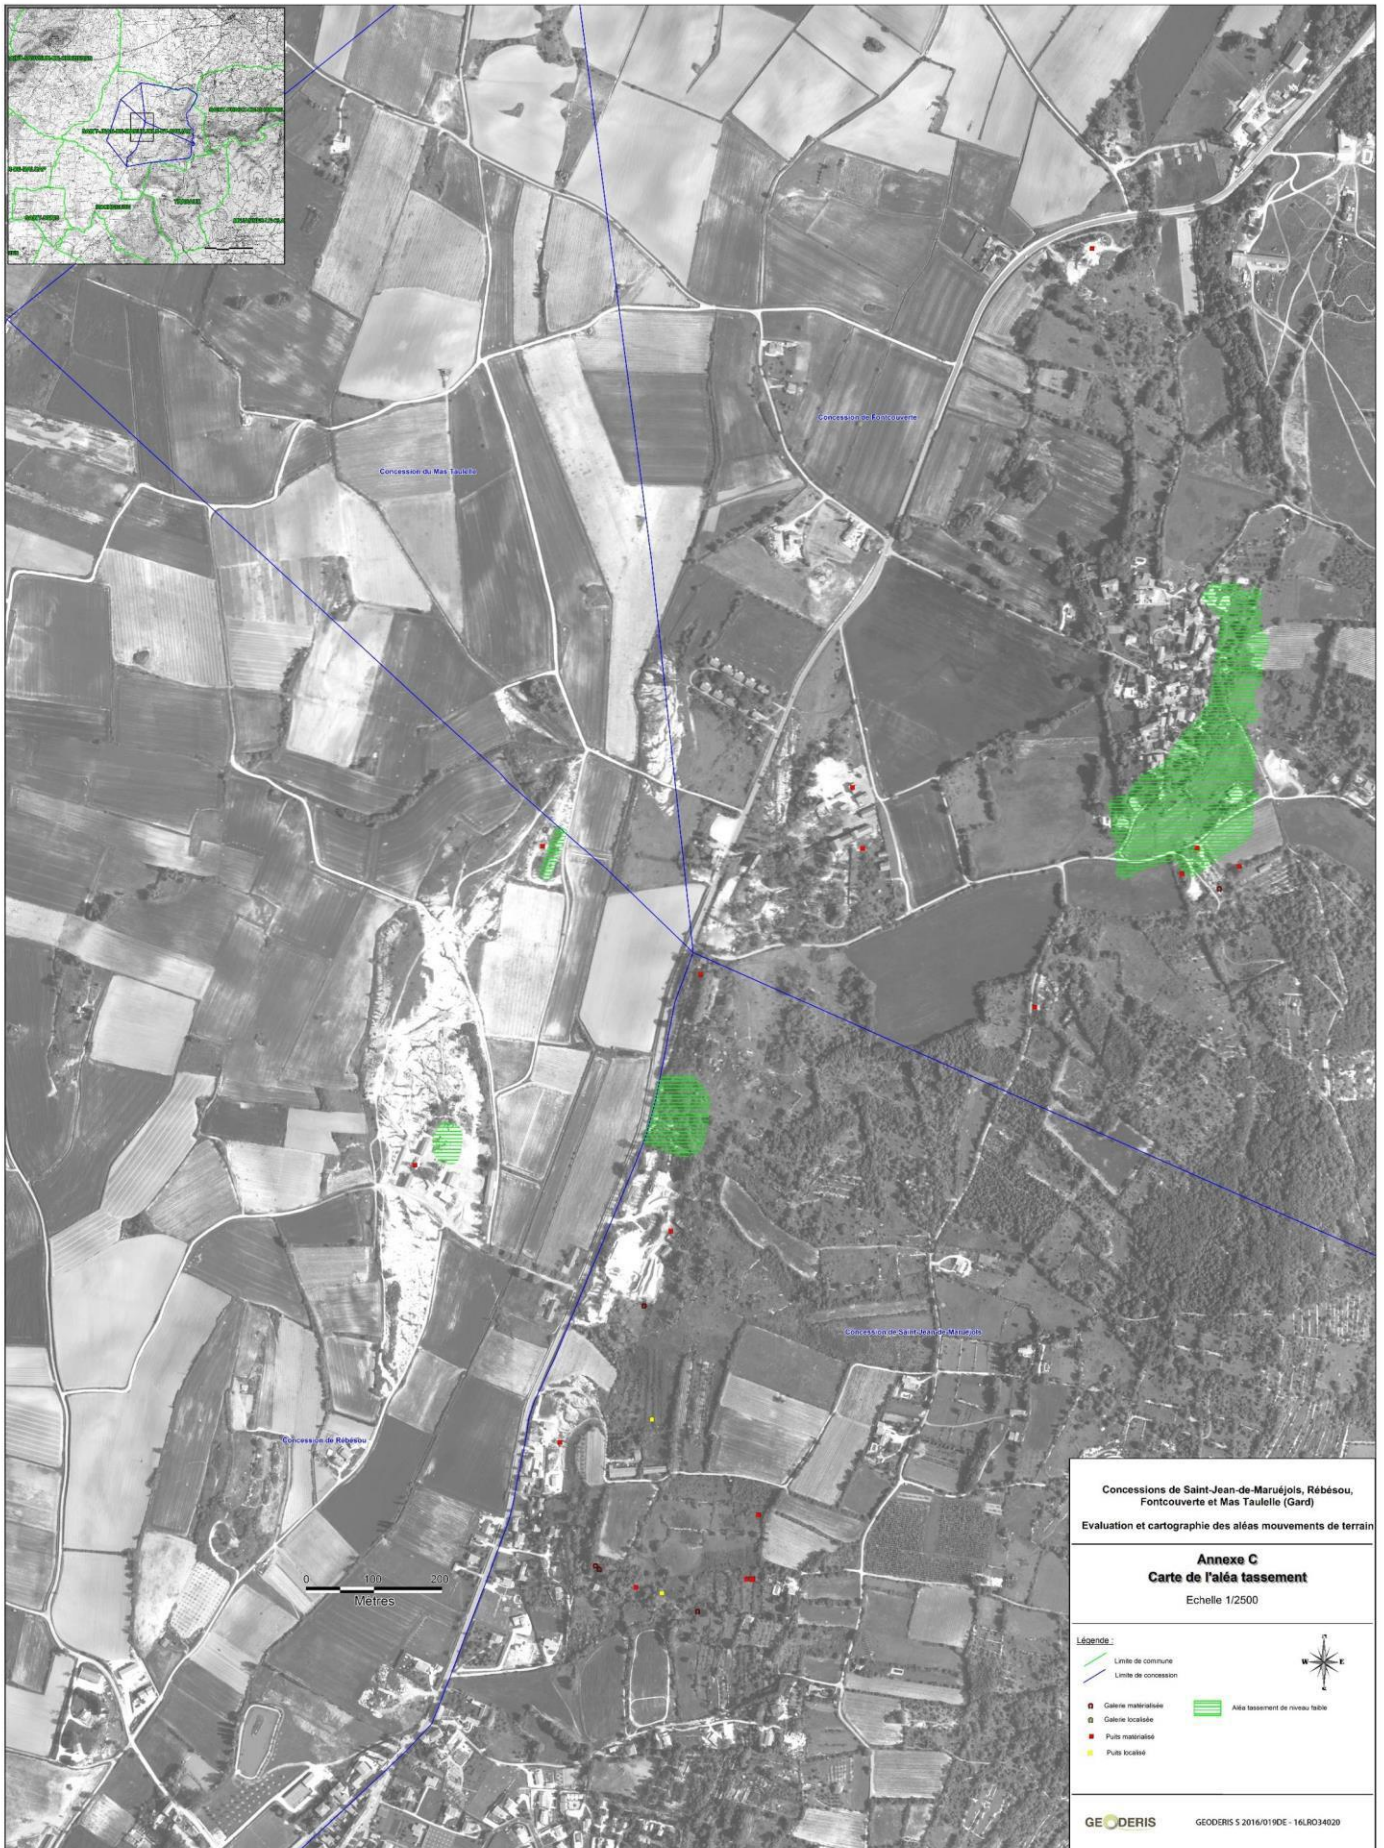 Concession de Fontcouverte
Concession du Mas Taulelle
Concession de Saint-Jean de Maruéjols
Concession de Rébésou
0 100 200
Metres
Concessions de Saint-Jean-de-Maruéjols, Rébésou,
Fontcouverte et Mas Taulelle (Gard)
Evaluation et cartographie des aléas mouvements de terrain
Annexe C
Carte de l'aléa tassement
Echelle 1/2500
Légende :
Limite de commune
Limite de concession
W E
Galerie matérialisée
Aléa tassement de niveau faible
Galerie localisée
Puits matérialisé
Puits localisé
GEODERIS
GEODERIS S 2016/019DE - 16LRO34020